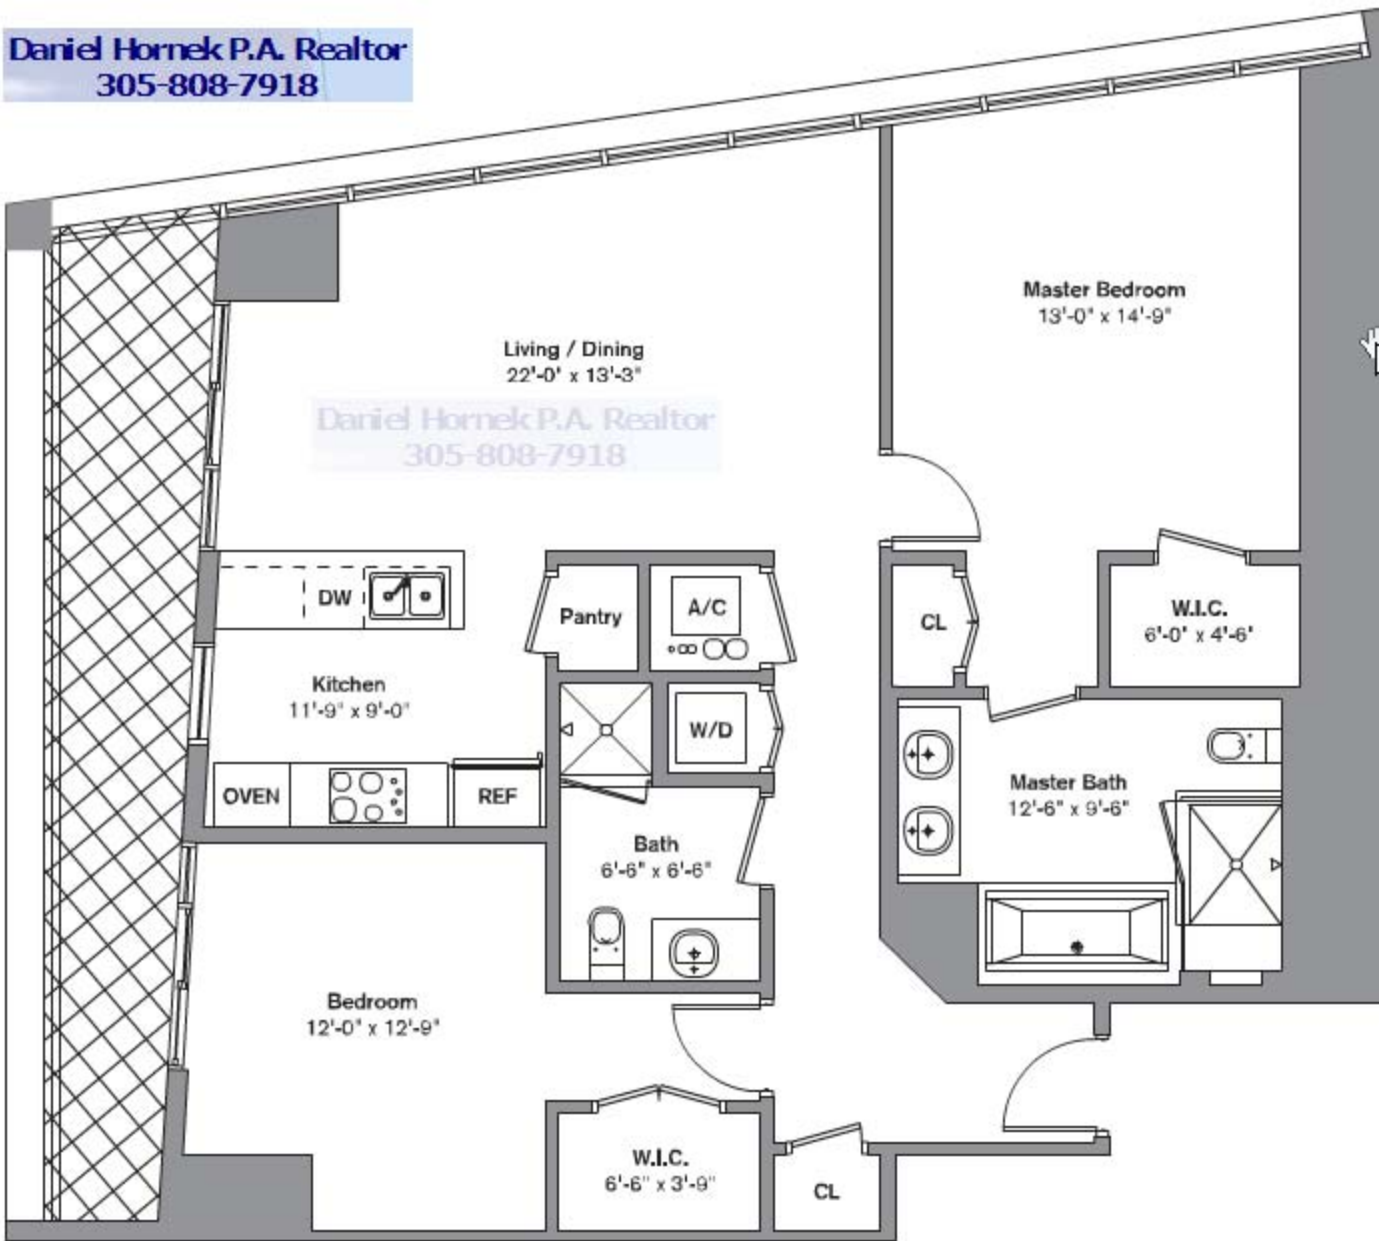 Daniel Hornek P.A. Realtor
305-808-7918
Master Bedroom
13'-0" x 14'-9"
Living / Dining
22'-0" x 13'-3"
Daniel Hornek P.A. Realtor
305-808-7918
DW
Pantry
A/C
CL
W.I.C.
6'-0" x 4'-6"
Kitchen
11'-9" x 9'-0"
W/D
Master Bath
12'-6" x 9'-6"
OVEN
REF
Bath
6'-6" x 6'-6"
Bedroom
12'-0" x 12'-9"
W.I.C.
6'-6" x 3'-9"
CL